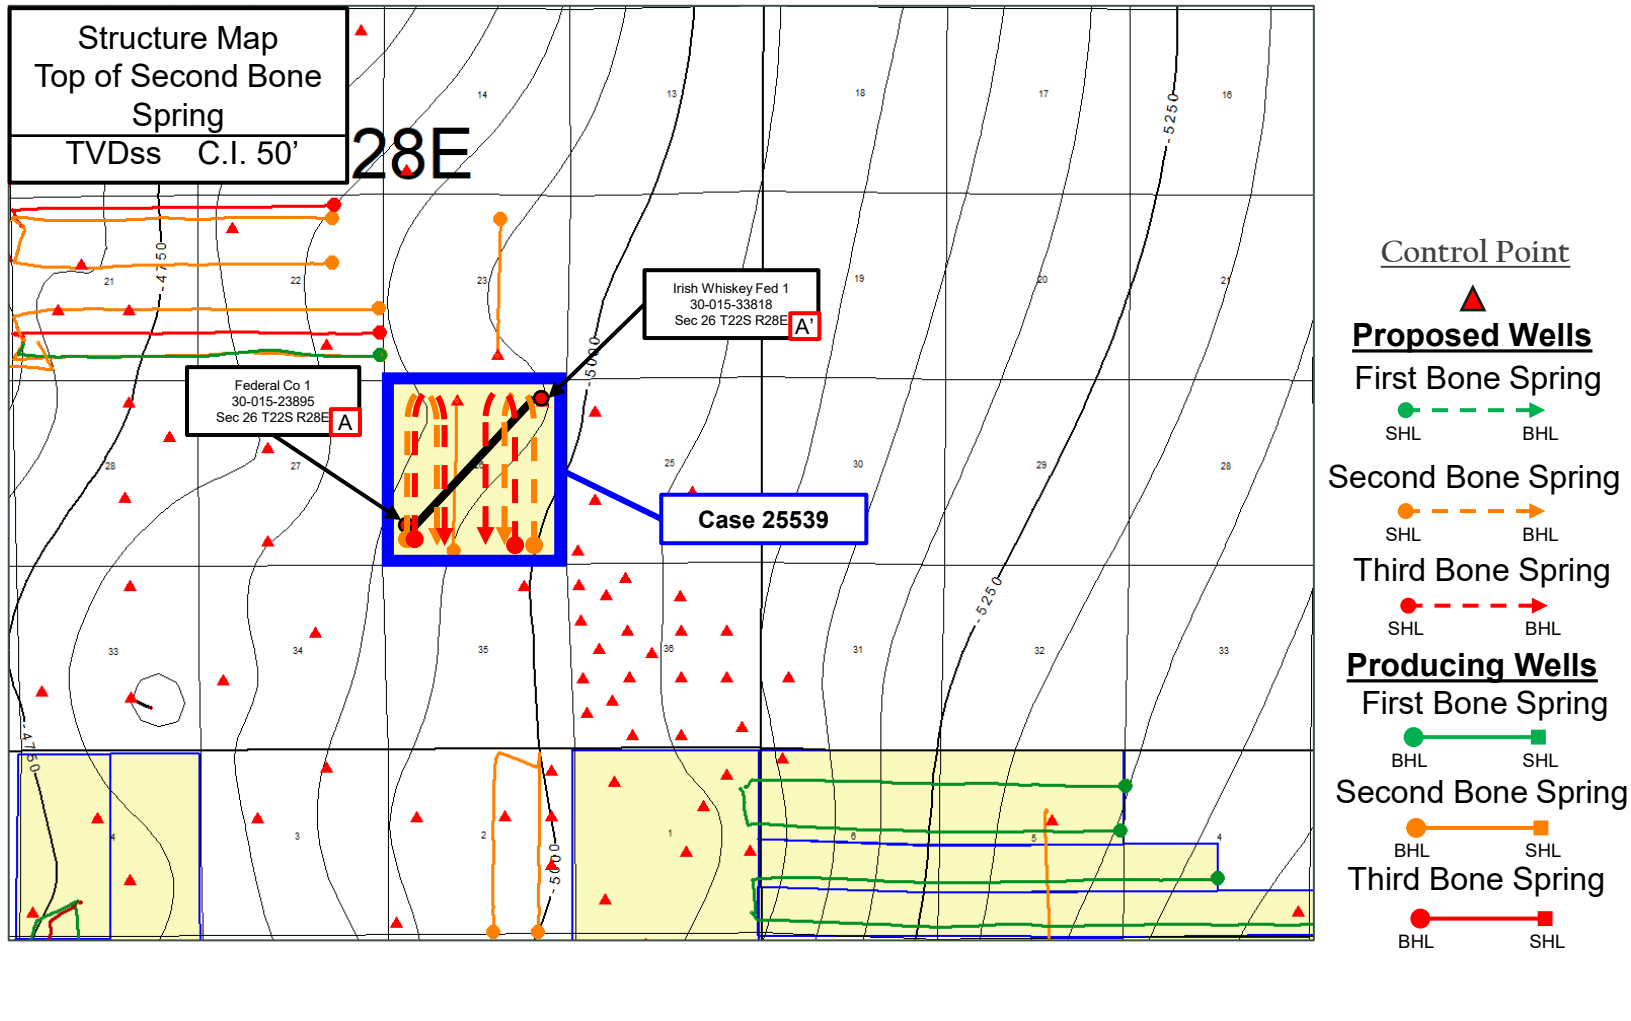 Structure Map
Top of Second Bone
Spring
TVDss C.I. 50’
28E
14
13
18
17
16
-5250
-4750
21
22
23
19
20
21
Irish Whiskey Fed 1
30-015-33818
Sec 26 T22S R28E
A’
-5000
Federal Co 1
30-015-23895
Sec 26 T22S R28E
A
28
27
26
25
30
29
28
Case 25539
-5250
33
34
35
36
31
32
33
-4750
4
3
2
1
6
5
4
-5000
Control Point
Proposed Wells
First Bone Spring
SHL BHL
Second Bone Spring
SHL BHL
Third Bone Spring
SHL BHL
Producing Wells
First Bone Spring
BHL SHL
Second Bone Spring
BHL SHL
Third Bone Spring
BHL SHL